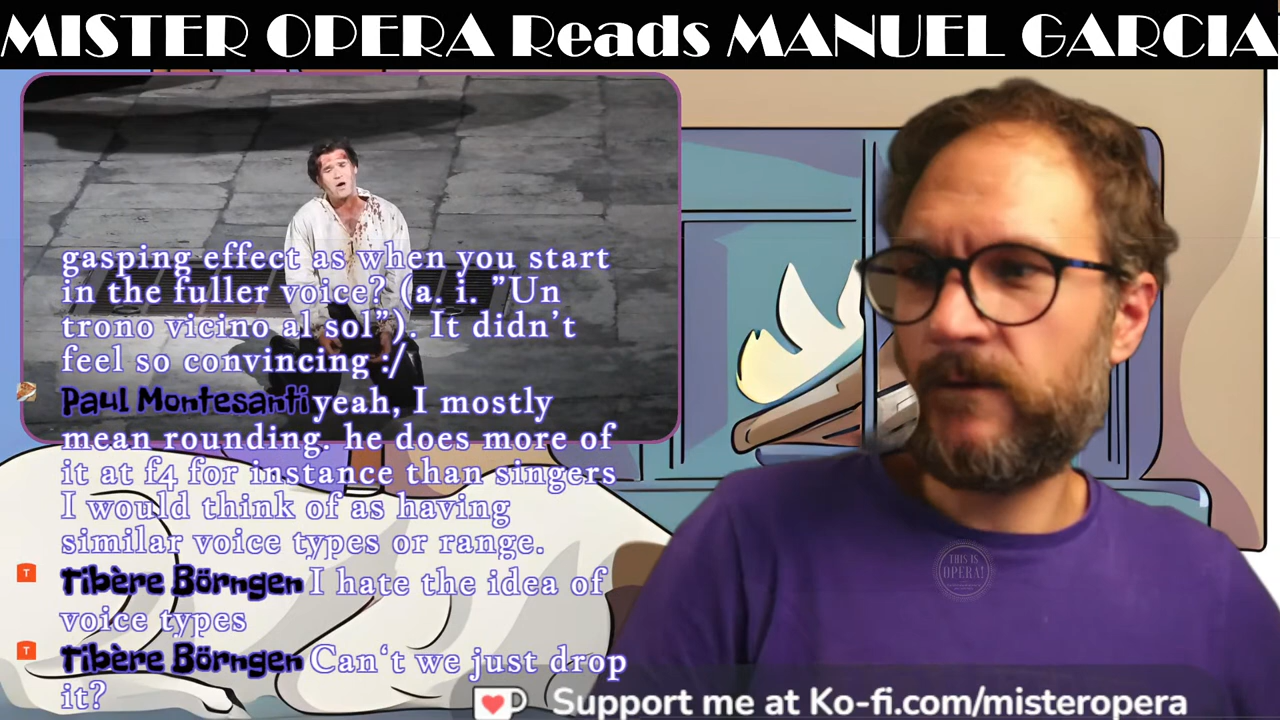 MISTER OPERA Reads MANUEL GARCIA
gasping effect as when you start
in the fuller voice? (a. i. "Un
trono vicino al sol"). It didn't
feel so convincing :/
Paul Montesanti yeah, I mostly
mean rounding. he does more of
it at f4 for instance than singers
I would think of as having
similar voice types or range.
T
Tibère Börngen I hate the idea of
voice types
T
Tibère Börngen Can't we just drop
it?
THIS IS
OPERA!
Support me at Ko-fi.com/misteropera